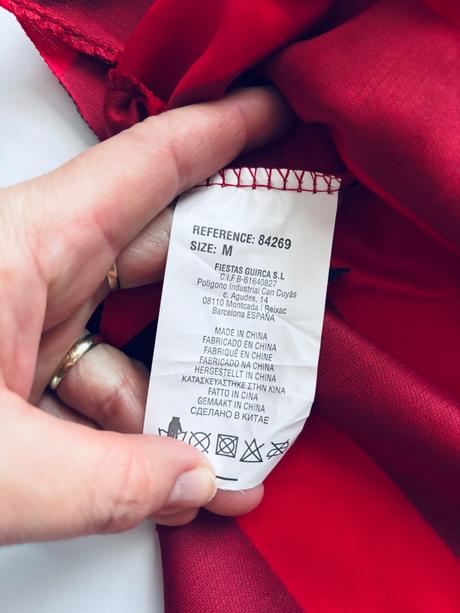 REFERENCE: 84269
SIZE: M
FIESTAS GUIRCA S.L
C.I.F B-61640827
Polígono Industrial Can Cuyàs
c. Agudes, 14
08110 Montcada i Reixac
Barcelona ESPAÑA
MADE IN CHINA
FABRICADO EN CHINA
FABRIQUÉ EN CHINE
FABRICADO NA CHINA
HERGESTELLT IN CHINA
ΚΑΤΑΣΚΕΥΑΣΤΗΚΕ ΣΤΗΝ ΚΙΝΑ
FATTO IN CINA
GEMAAKT IN CHINA
СДЕЛАНО В КИТАЕ